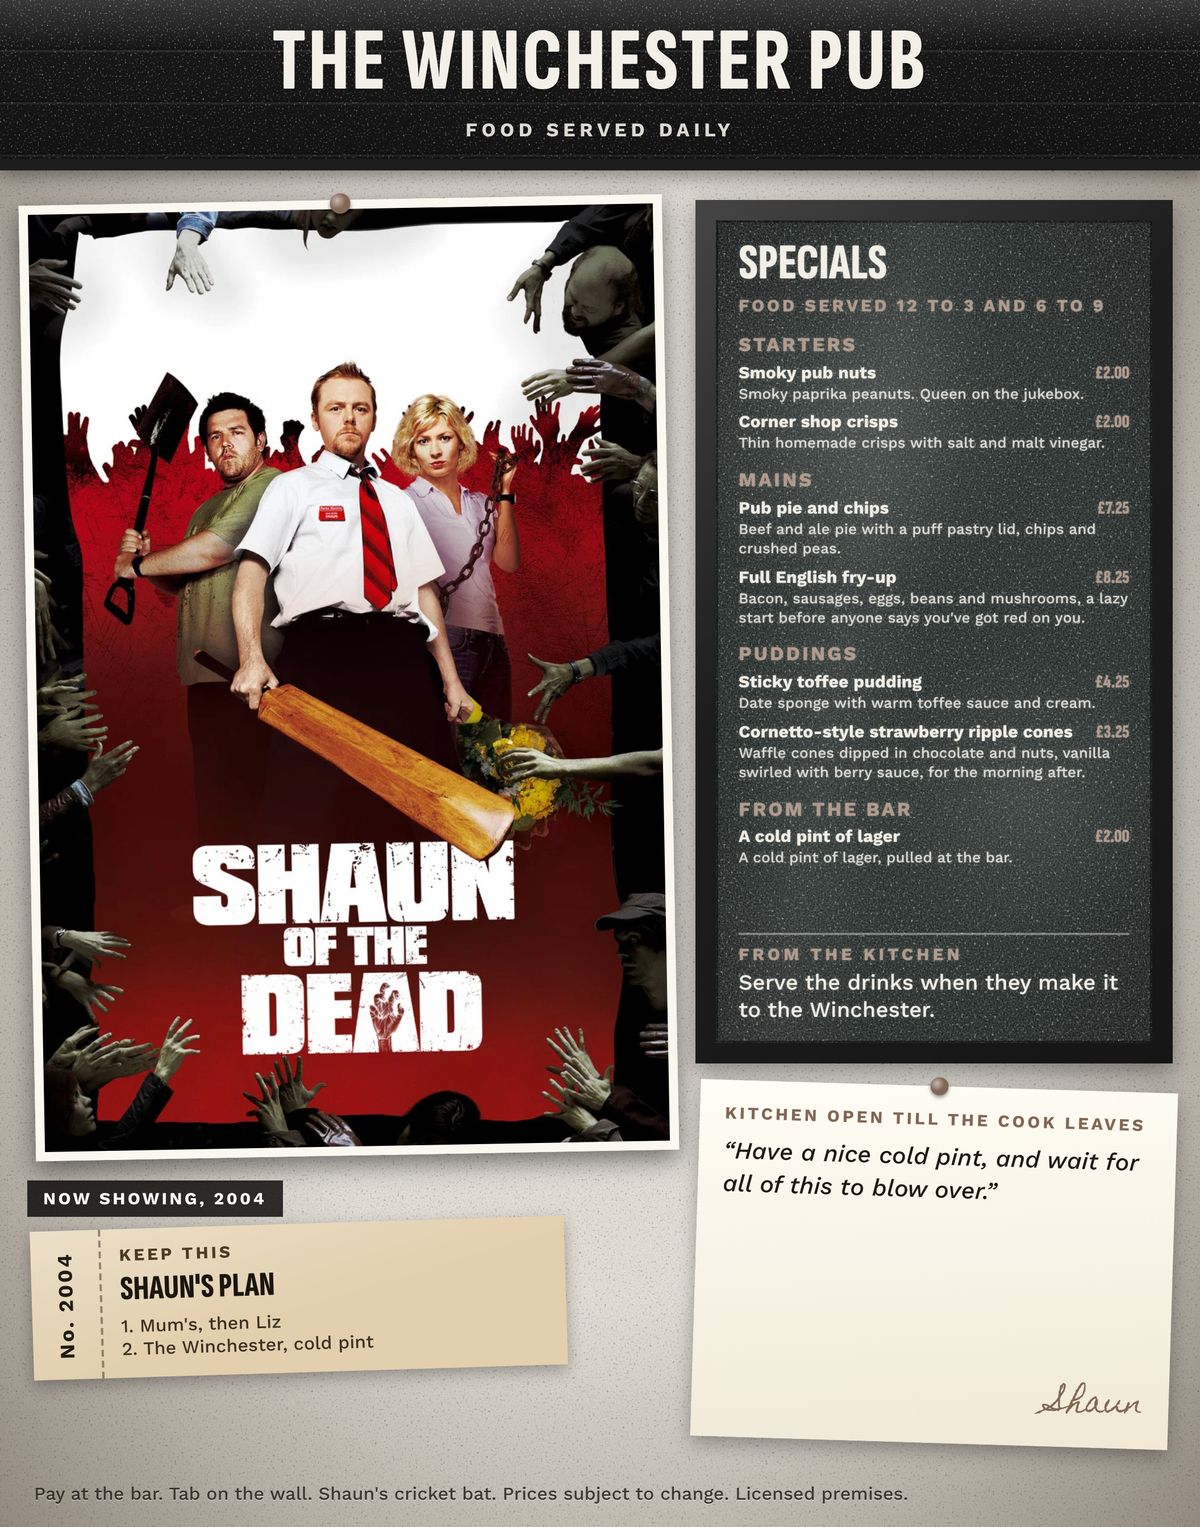 THE WINCHESTER PUB
FOOD SERVED DAILY
SHAUN
OF THE
DEAD
NOW SHOWING, 2004
No. 2004
KEEP THIS
SHAUN'S PLAN
1. Mum's, then Liz
2. The Winchester, cold pint
SPECIALS
FOOD SERVED 12 TO 3 AND 6 TO 9
STARTERS
Smoky pub nuts £2.00
Smoky paprika peanuts. Queen on the jukebox.
Corner shop crisps £2.00
Thin homemade crisps with salt and malt vinegar.
MAINS
Pub pie and chips £7.25
Beef and ale pie with a puff pastry lid, chips and
crushed peas.
Full English fry-up £8.25
Bacon, sausages, eggs, beans and mushrooms, a lazy
start before anyone says you've got red on you.
PUDDINGS
Sticky toffee pudding £4.25
Date sponge with warm toffee sauce and cream.
Cornetto-style strawberry ripple cones £3.25
Waffle cones dipped in chocolate and nuts, vanilla
swirled with berry sauce, for the morning after.
FROM THE BAR
A cold pint of lager £2.00
A cold pint of lager, pulled at the bar.
FROM THE KITCHEN
Serve the drinks when they make it
to the Winchester.
KITCHEN OPEN TILL THE COOK LEAVES
“Have a nice cold pint, and wait for
all of this to blow over.”
Shaun
Pay at the bar. Tab on the wall. Shaun's cricket bat. Prices subject to change. Licensed premises.